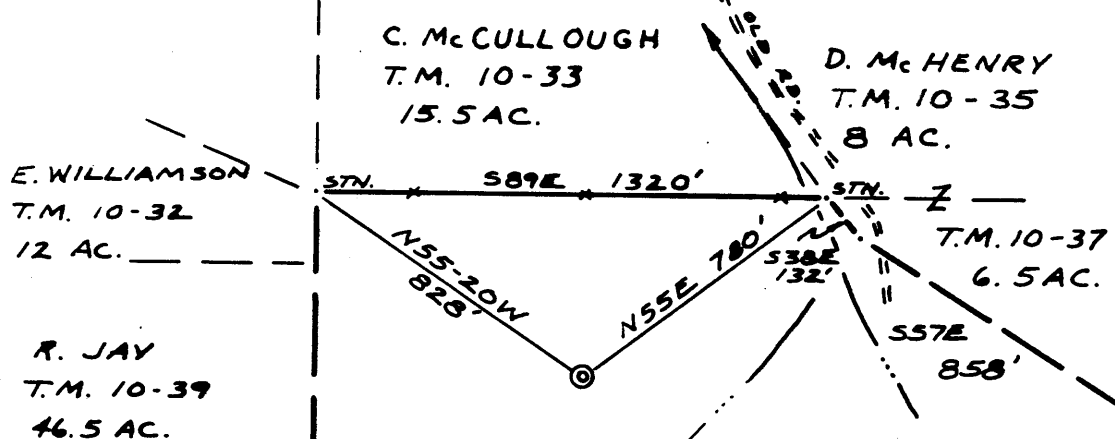 C. McCULLOUGH
T.M. 10-33
15.5 AC.
OLD RD.
D. McHENRY
T.M. 10-35
8 AC.
E. WILLIAMSON
T.M. 10-32
12 AC.
STN.
S89E 1320'
STN.
Z
T.M. 10-37
6.5 AC.
N55-20W
828'
N55E 780'
S38E
132'
S57E
858'
R. JAY
T.M. 10-39
46.5 AC.